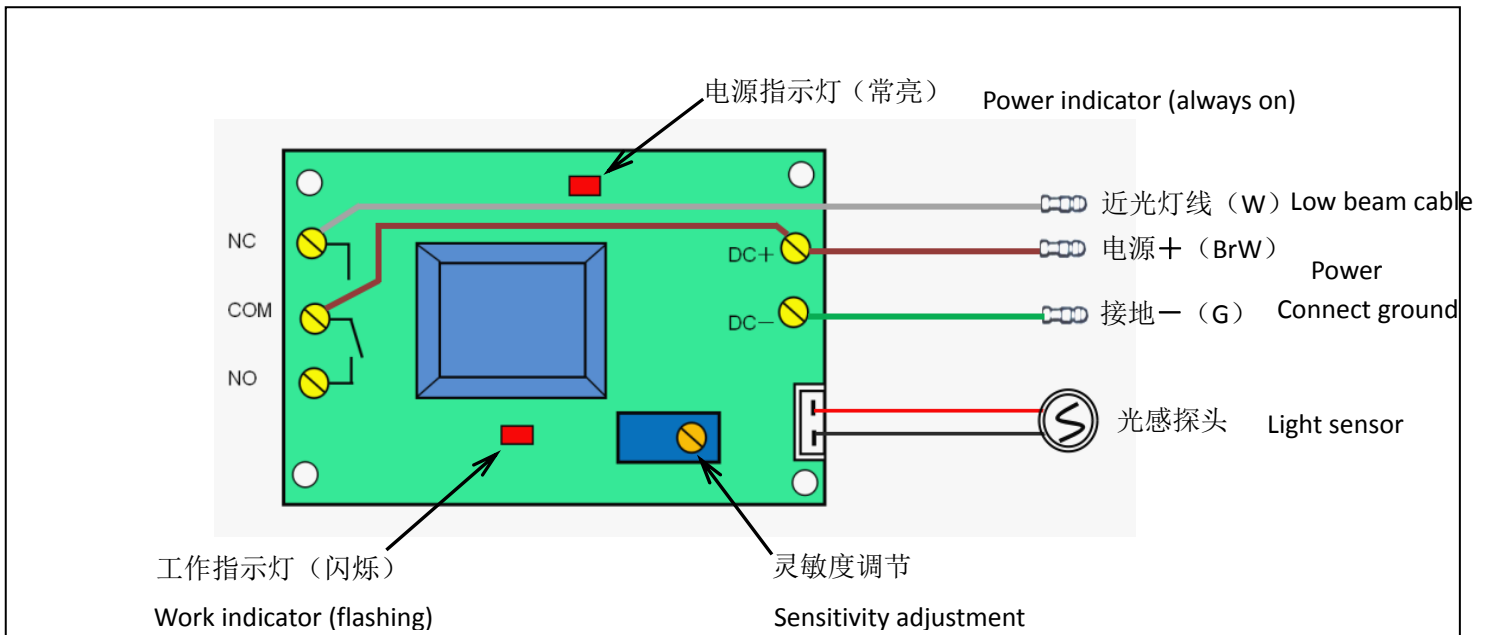 电源指示灯（常亮） Power indicator (always on)
近光灯线（W） Low beam cable
NC
电源＋（BrW）
DC＋
Power
COM
接地－（G） Connect ground
DC－
NO
光感探头 Light sensor
工作指示灯（闪烁）
灵敏度调节
Work indicator (flashing)
Sensitivity adjustment